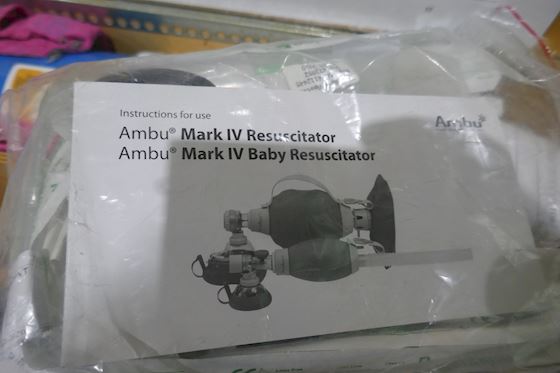 Instructions for use
Ambu® Mark IV Resuscitator
Ambu® Mark IV Baby Resuscitator
Ambu®